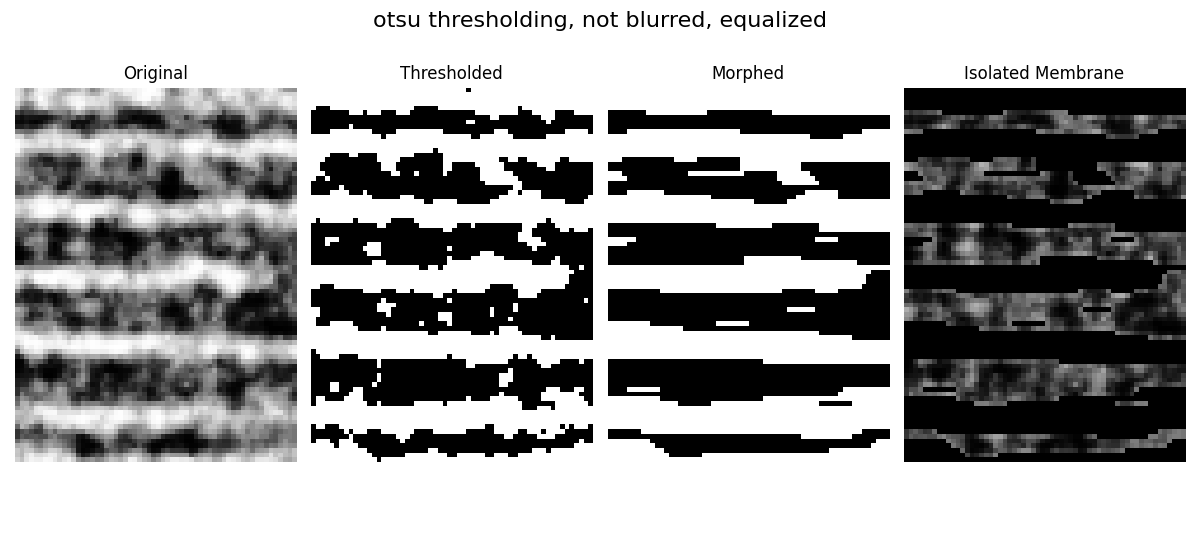 otsu thresholding, not blurred, equalized
Original
Thresholded
Morphed
Isolated Membrane